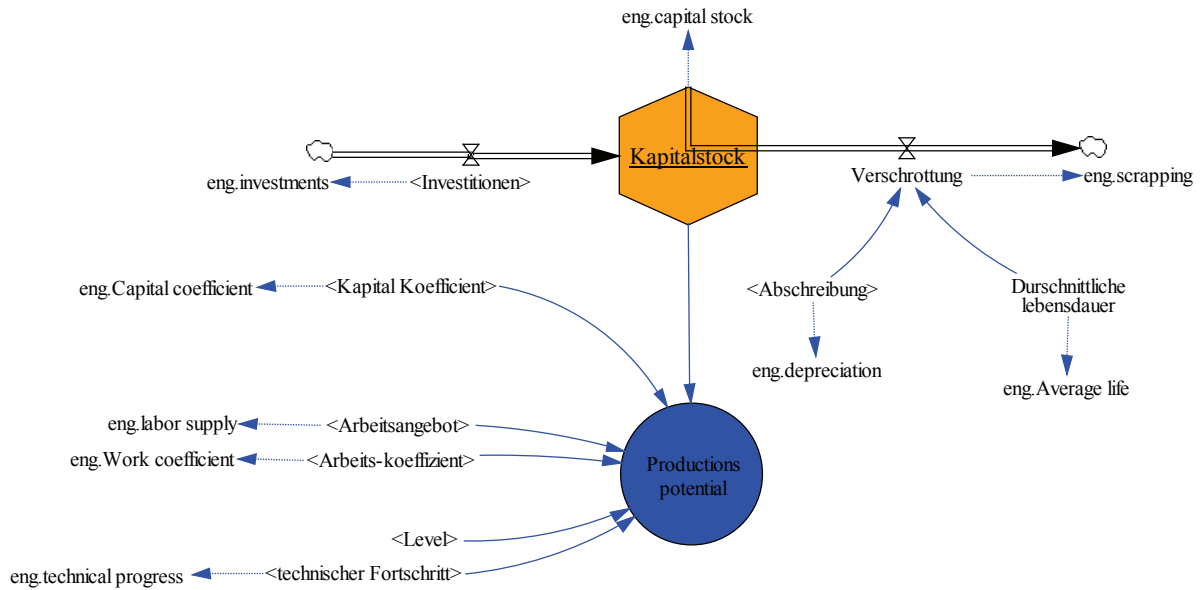 eng.capital stock
Kapitalstock
eng.investments
<Investitionen>
Verschrottung
eng.scrapping
eng.Capital coefficient
<Kapital Koefficient>
<Abschreibung>
Durschnittliche
lebensdauer
eng.depreciation
eng.Average life
eng.labor supply
<Arbeitsangebot>
eng.Work coefficient
<Arbeits-koeffizient>
Productions
potential
<Level>
eng.technical progress
<technischer Fortschritt>